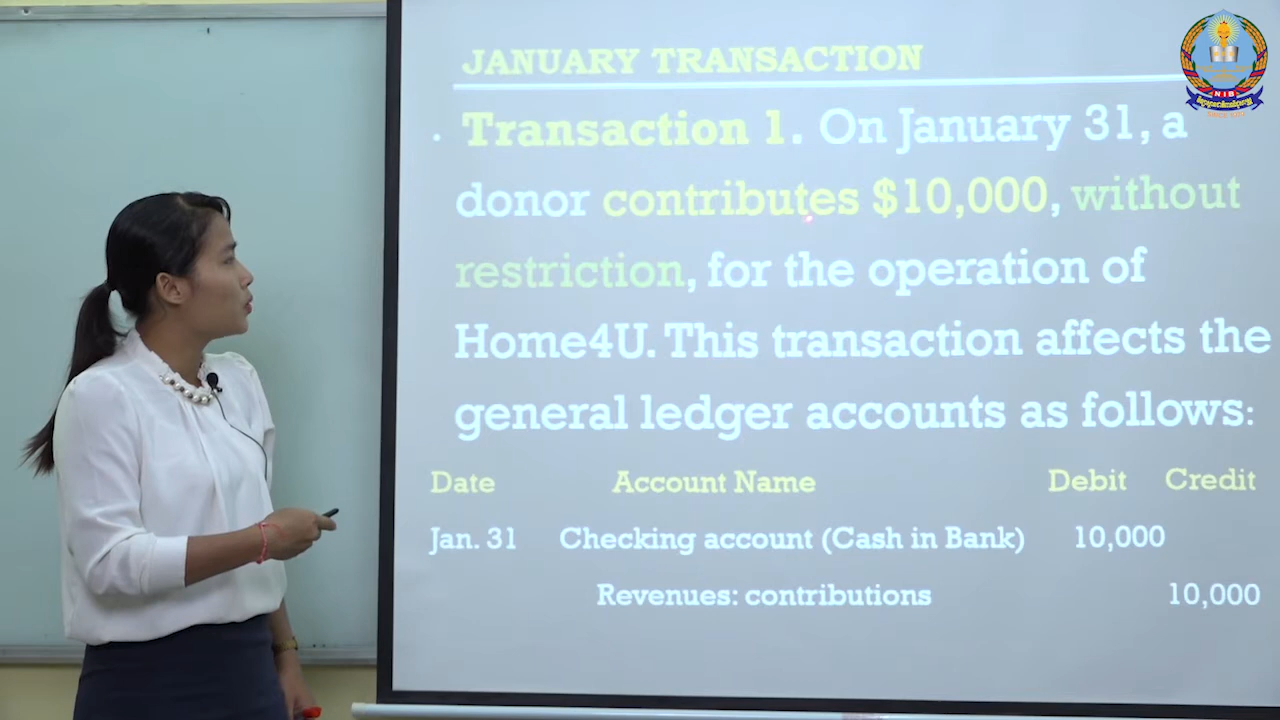 JANUARY TRANSACTION
. Transaction 1. On January 31, a
donor contributes $10,000, without
restriction, for the operation of
Home4U. This transaction affects the
general ledger accounts as follows:
Date Account Name Debit Credit
Jan. 31 Checking account (Cash in Bank) 10,000
Revenues: contributions 10,000
NIB